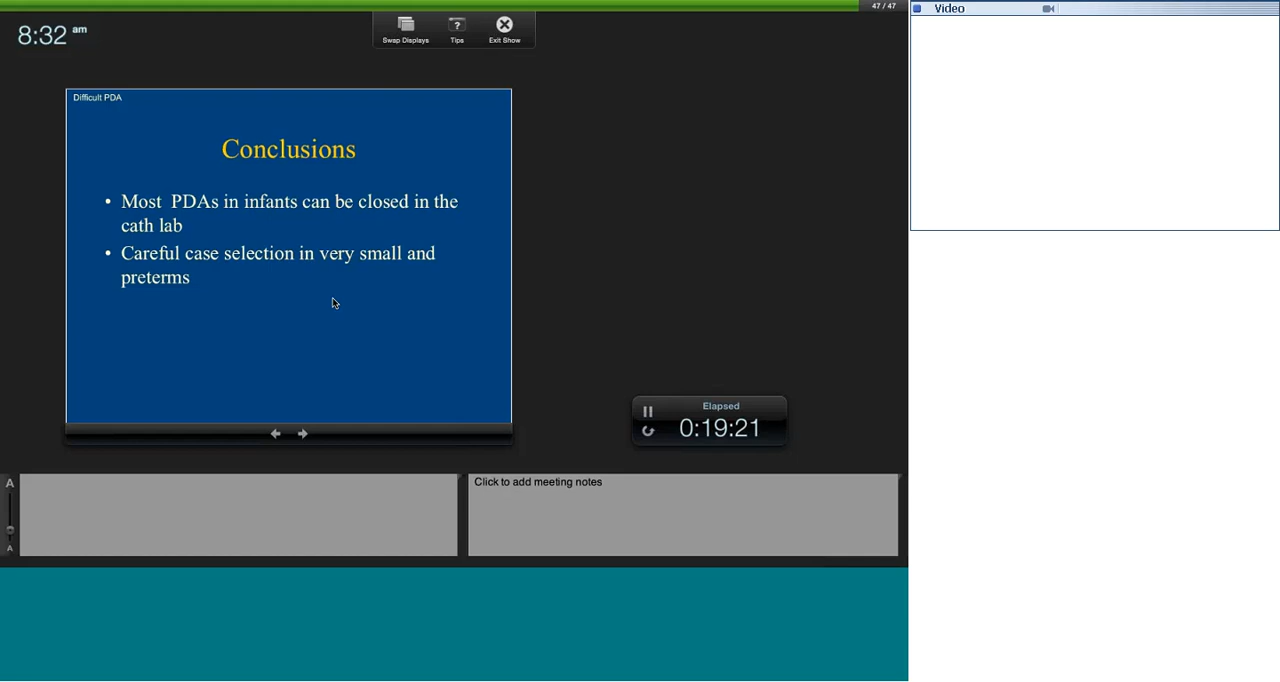 47 / 47
Video
8:32 am
Swap Displays
Tips
Exit Show
Difficult PDA
Conclusions
• Most PDAs in infants can be closed in the
cath lab
• Careful case selection in very small and
preterms
Elapsed
0:19:21
A
A
Click to add meeting notes